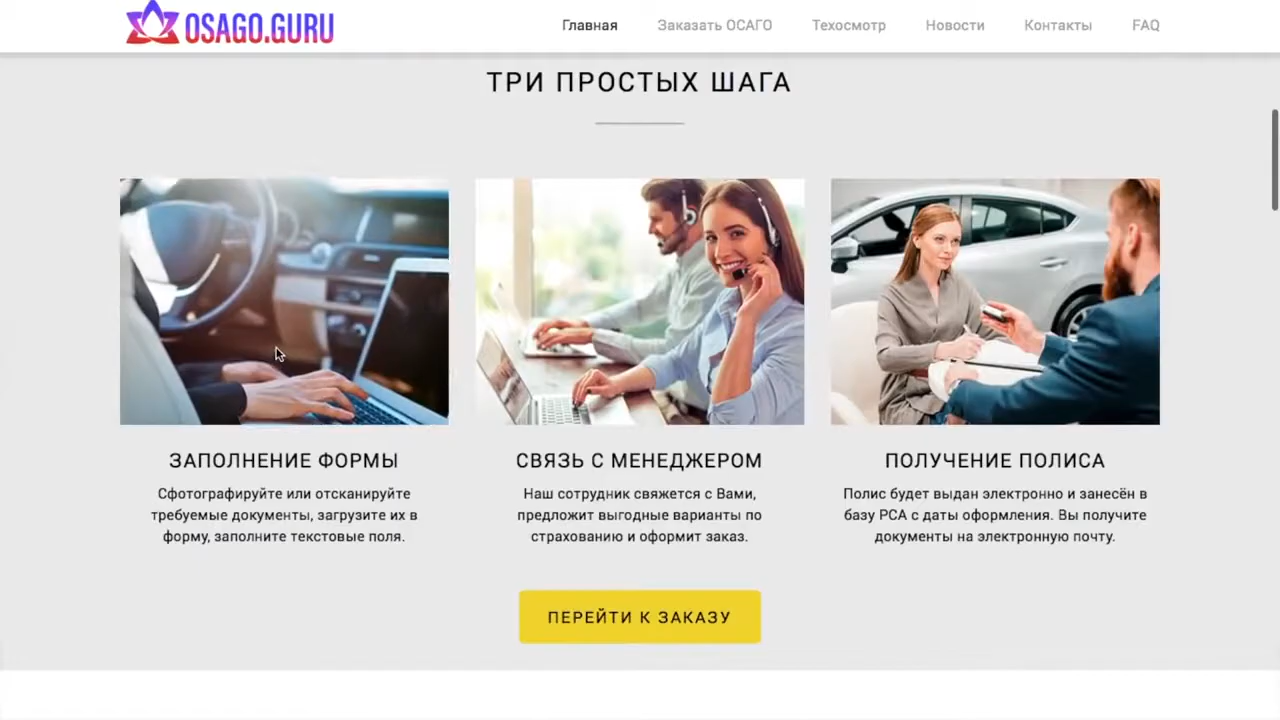 OSAGO.GURU
Главная Заказать ОСАГО Техосмотр Новости Контакты FAQ
ТРИ ПРОСТЫХ ШАГА
ЗАПОЛНЕНИЕ ФОРМЫ
Сфотографируйте или отсканируйте
требуемые документы, загрузите их в
форму, заполните текстовые поля.
СВЯЗЬ С МЕНЕДЖЕРОМ
Наш сотрудник свяжется с Вами,
предложит выгодные варианты по
страхованию и оформит заказ.
ПОЛУЧЕНИЕ ПОЛИСА
Полис будет выдан электронно и занесён в
базу РСА с даты оформления. Вы получите
документы на электронную почту.
ПЕРЕЙТИ К ЗАКАЗУ